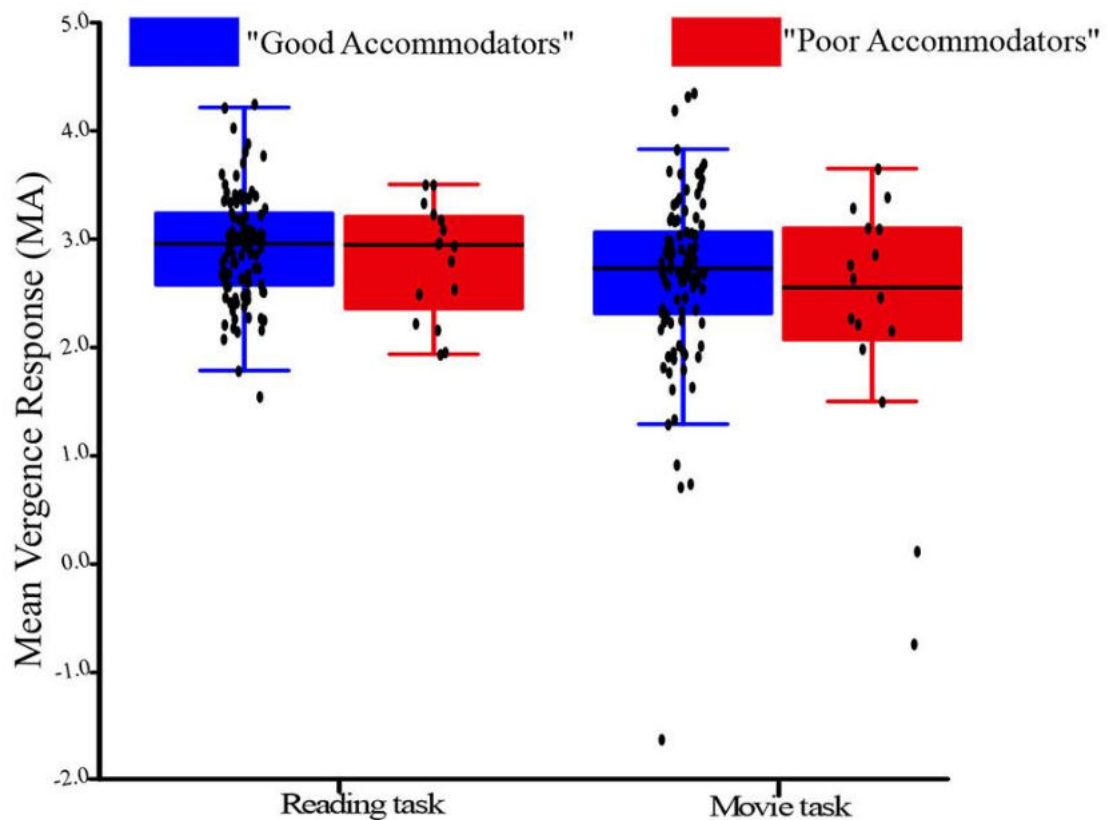 "Good Accommodators"
"Poor Accommodators"
Mean Vergence Response (MA)
5.0
4.0
3.0
2.0
1.0
0.0
-1.0
-2.0
Reading task
Movie task